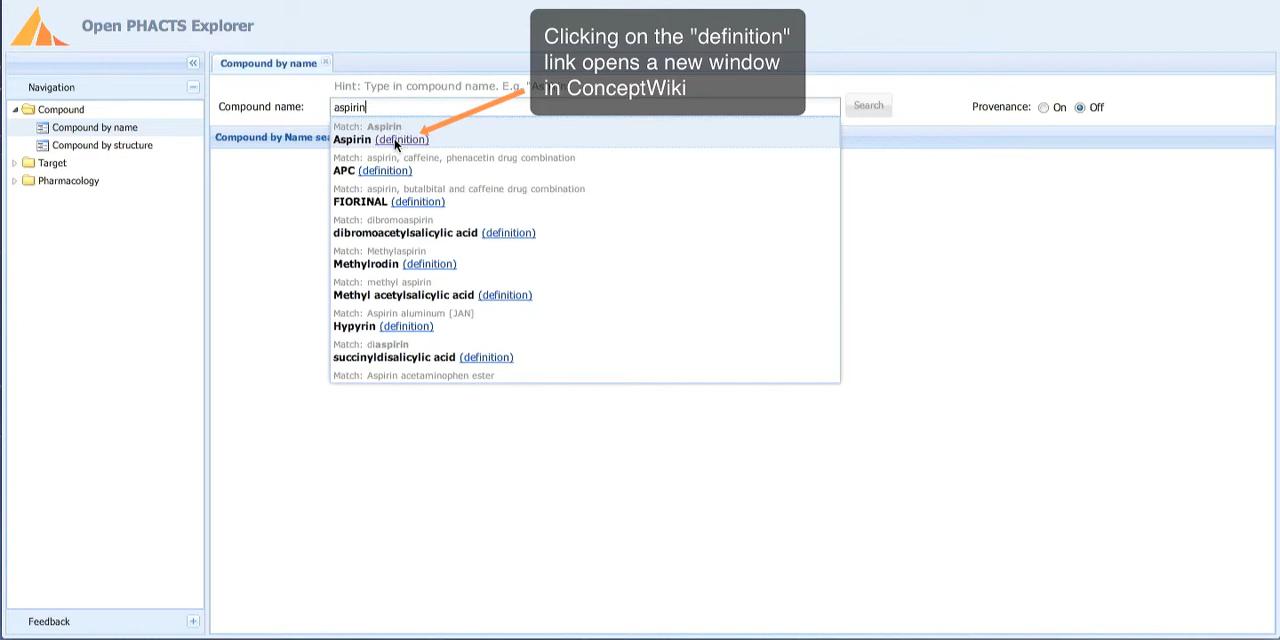 Open PHACTS Explorer
Clicking on the "definition"
link opens a new window
in ConceptWiki
Navigation
Compound
Compound by name
Compound by structure
Target
Pharmacology
Feedback
Compound by name
Hint: Type in compound name. E.g.
Compound name:
aspirin
Search
Provenance:
On
Off
Compound by Name
Match: Aspirin
Aspirin (definition)
Match: aspirin, caffeine, phenacetin drug combination
APC (definition)
Match: aspirin, butalbital and caffeine drug combination
FIORINAL (definition)
Match: dibromoaspirin
dibromoacetylsalicylic acid (definition)
Match: Methylaspirin
Methylrodin (definition)
Match: methyl aspirin
Methyl acetylsalicylic acid (definition)
Match: Aspirin aluminum [JAN]
Hypyrin (definition)
Match: diaspirin
succinyldisalicylic acid (definition)
Match: Aspirin acetaminophen ester